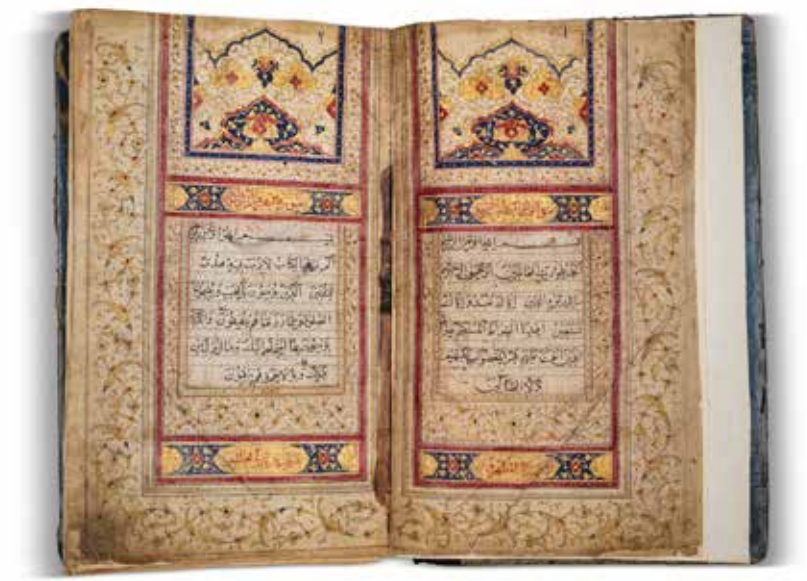 ١
بسم الله الرحمن الرحيم
الحمد لله رب العالمين الرحمن الرحيم
مالك يوم الدين اياك نعبد واياك
نستعين اهدنا الصراط المستقيم صراط
الذين انعمت عليهم غير المغضوب عليهم
ولا الضالين
٢
بسم الله الرحمن الرحيم
الم ذلك الكتاب لا ريب فيه هدى
للمتقين الذين يؤمنون بالغيب ويقيمون
الصلوة ومما رزقناهم ينفقون والذين
يؤمنون بما انزل اليك وما انزل من
قبلك وبالاخرة هم يوقنون